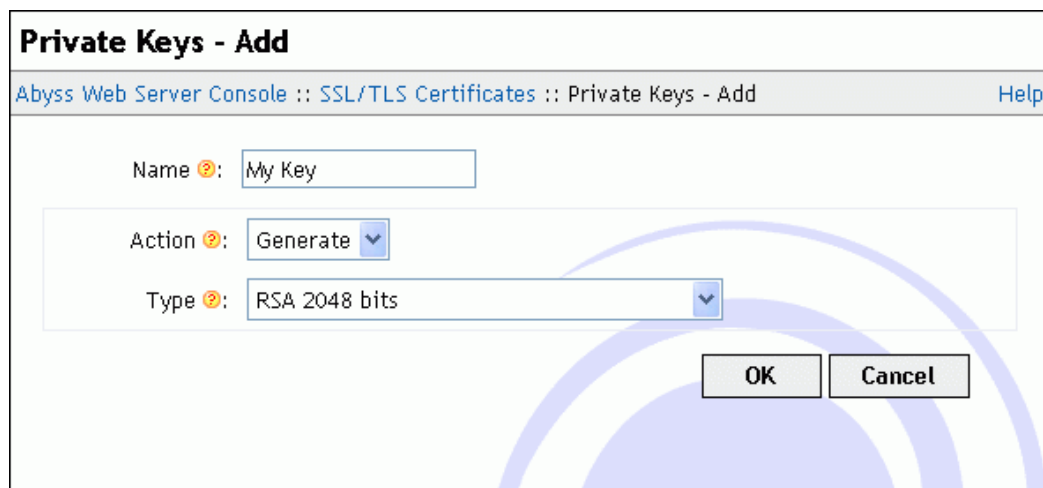 Private Keys - Add
Abyss Web Server Console :: SSL/TLS Certificates :: Private Keys - Add Help
Name ?: My Key
Action ?: Generate
Type ?: RSA 2048 bits
OK Cancel